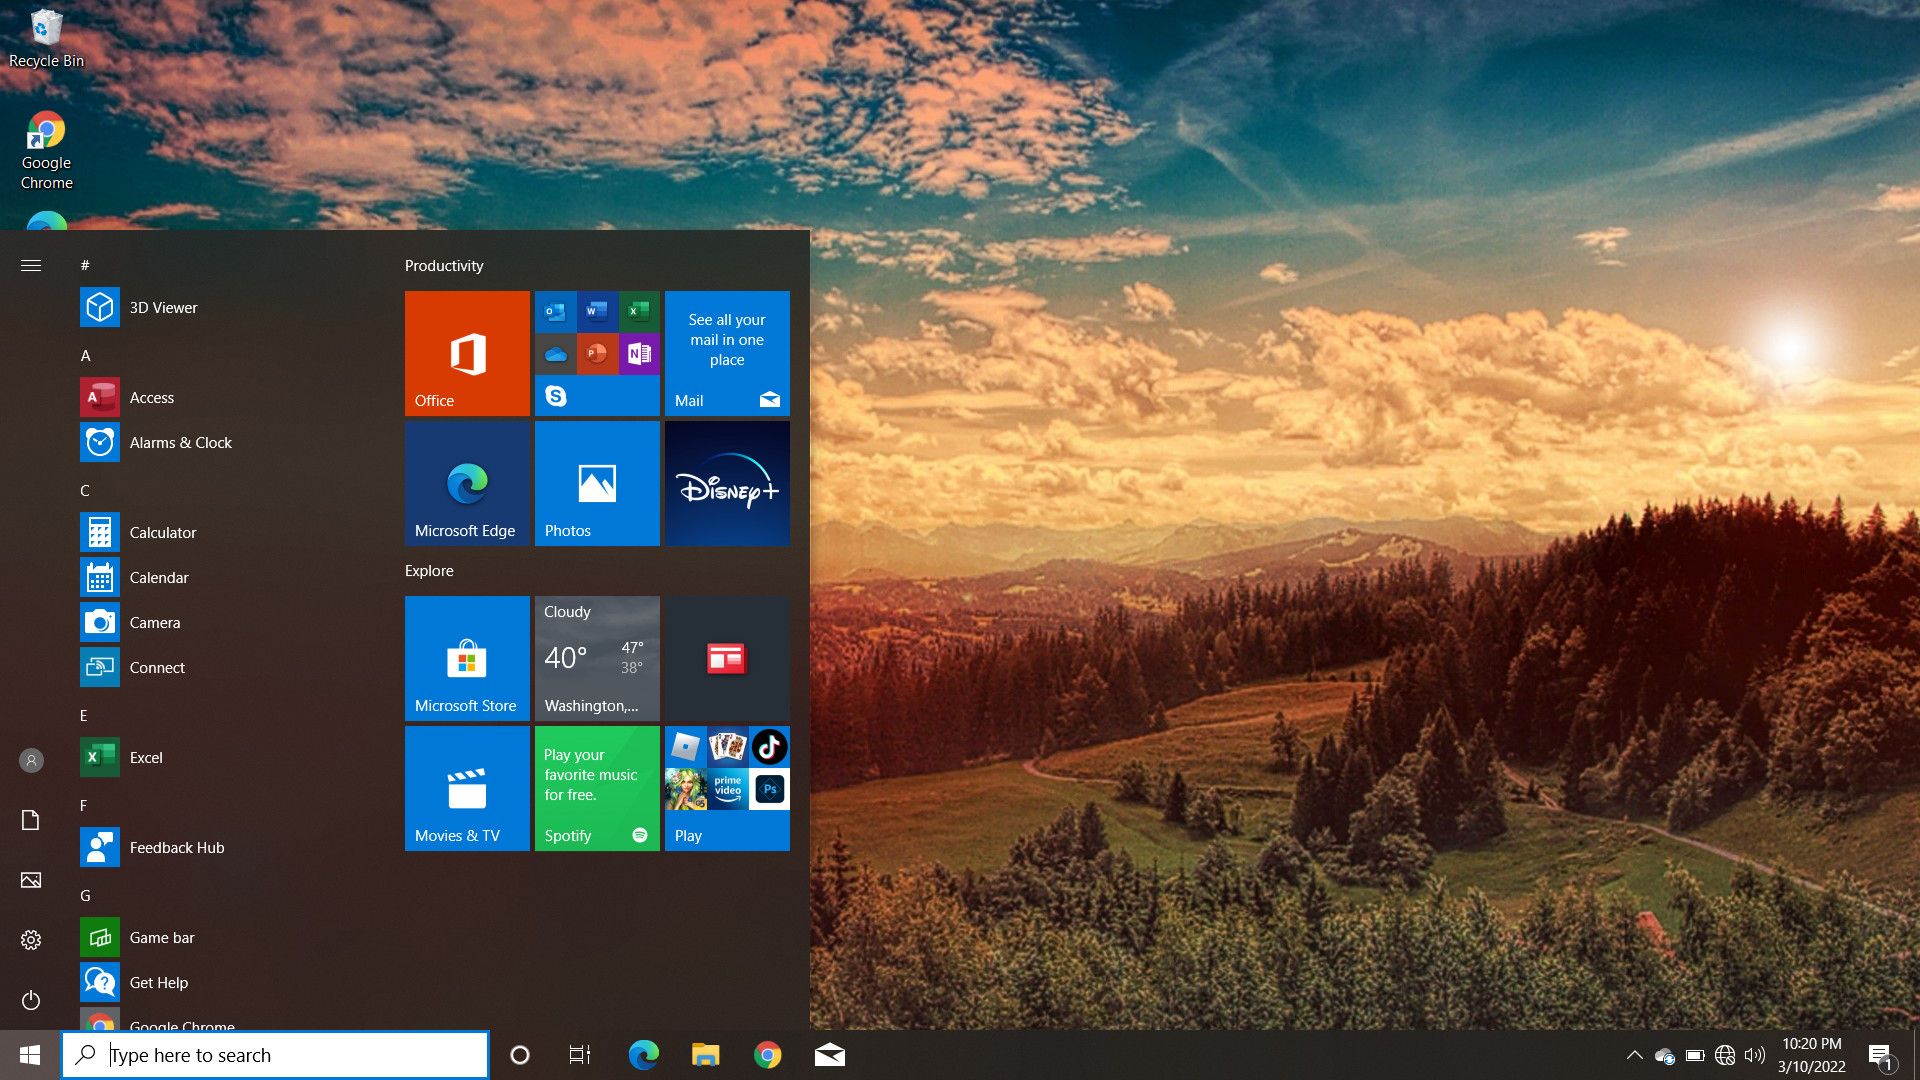 Recycle Bin
Google
Chrome
#
3D Viewer
A
Access
Alarms & Clock
C
Calculator
Calendar
Camera
Connect
E
Excel
F
Feedback Hub
G
Game bar
Get Help
Google Chrome
Productivity
Office
See all your
mail in one
place
Mail
Microsoft Edge
Photos
Disney+
Explore
Microsoft Store
Cloudy
40°
47°
38°
Washington,...
Movies & TV
Play your
favorite music
for free.
Spotify
prime
video
G5
Ps
Play
Type here to search
10:20 PM
3/10/2022
1